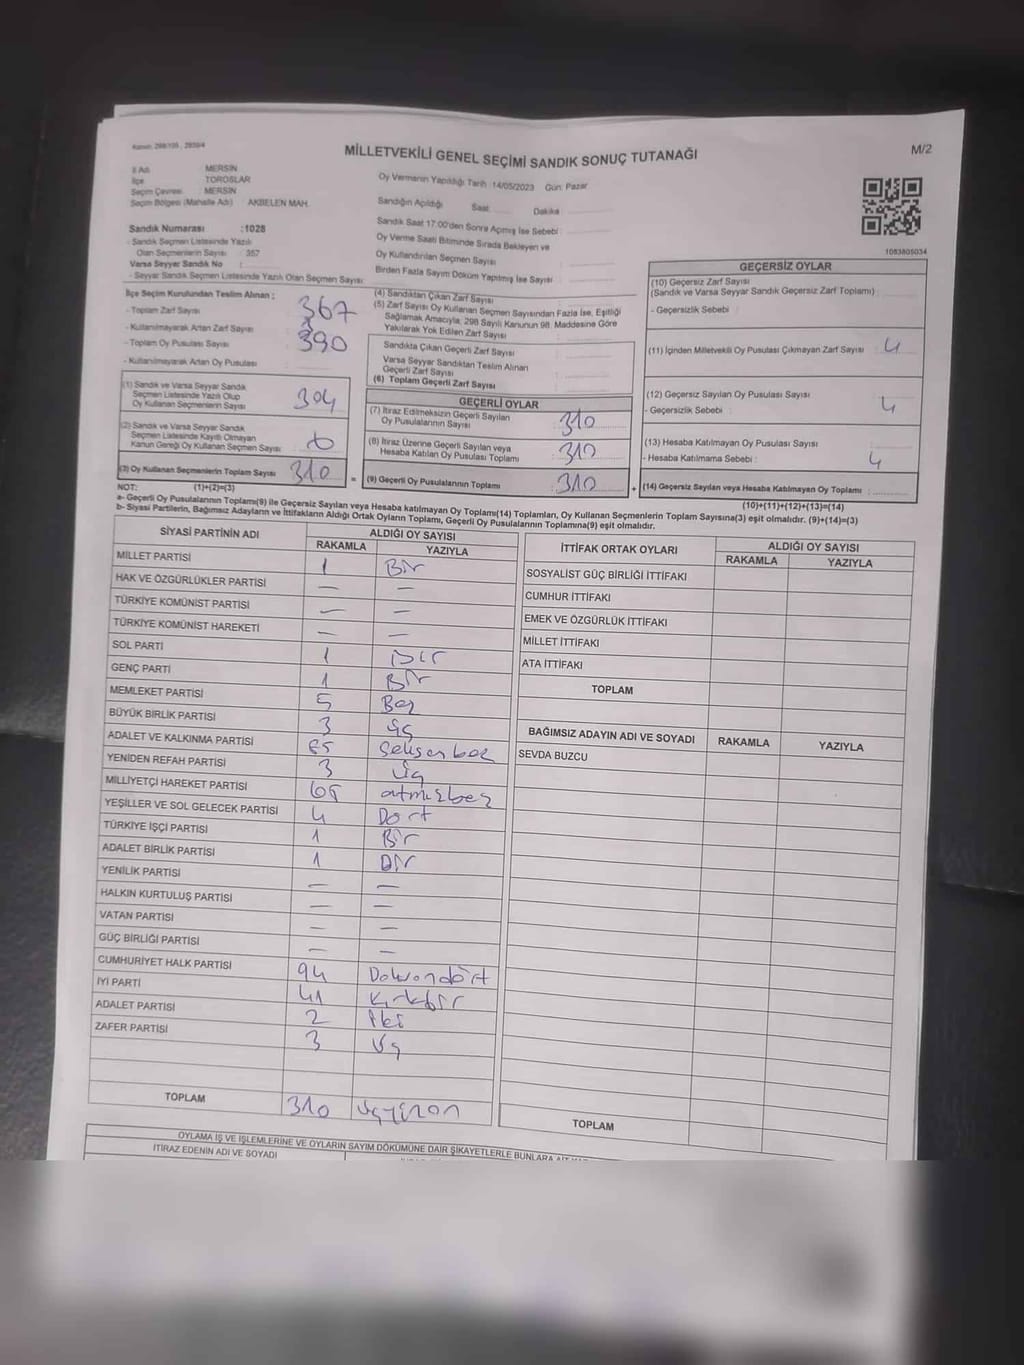 Kanun: 298/105 , 2839/4
MİLLETVEKİLİ GENEL SEÇİMİ SANDIK SONUÇ TUTANAĞI
M/2
İl Adı : MERSİN
İlçe : TOROSLAR
Seçim Çevresi : MERSİN
Seçim Bölgesi (Mahalle Adı) : AKBELEN MAH.
Sandık Numarası :1028
- Sandık Seçmen Listesinde Yazılı
Olan Seçmenlerin Sayısı : 357
Varsa Seyyar Sandık No :
- Seyyar Sandık Seçmen Listesinde Yazılı Olan Seçmen Sayısı:
Oy Vermenin Yapıldığı Tarih : 14/05/2023 Gün: Pazar
Sandığın Açıldığı Saat: Dakika :
Sandık Saat 17:00'den Sonra Açmış İse Sebebi :
Oy Verme Saati Bitiminde Sırada Bekleyen ve
Oy Kullandırılan Seçmen Sayısı :
Birden Fazla Sayım Döküm Yapılmış İse Sayısı :
1083805034
İlçe Seçim Kurulundan Teslim Alınan :
- Toplam Zarf Sayısı : 367
- Kullanılmayarak Artan Zarf Sayısı :
- Toplam Oy Pusulası Sayısı : 390
- Kullanılmayarak Artan Oy Pusulası :
(1) Sandık ve Varsa Seyyar Sandık
Seçmen Listesinde Yazılı Olup
Oy Kullanan Seçmenlerin Sayısı : 304
(2) Sandık ve Varsa Seyyar Sandık
Seçmen Listesinde Kayıtlı Olmayan
Kanun Gereği Oy Kullanan Seçmen Sayısı :
(3) Oy Kullanan Seçmenlerin Toplam Sayısı : 310
NOT: (1)+(2)=(3)
(4) Sandıktan Çıkan Zarf Sayısı :
(5) Zarf Sayısı Oy Kullanan Seçmen Sayısından Fazla İse, Eşitliği
Sağlamak Amacıyla, 298 Sayılı Kanunun 98. Maddesine Göre
Yakılarak Yok Edilen Zarf Sayısı :
Sandıkta Çıkan Geçerli Zarf Sayısı :
Varsa Seyyar Sandıktan Teslim Alınan
Geçerli Zarf Sayısı :
(6) Toplam Geçerli Zarf Sayısı :
GEÇERLİ OYLAR
(7) İtiraz Edilmeksizin Geçerli Sayılan
Oy Pusulalarının Sayısı : 310
(8) İtiraz Üzerine Geçerli Sayılan veya
Hesaba Katılan Oy Pusulası Toplamı : 310
= (9) Geçerli Oy Pusulalarının Toplamı : 310 +
GEÇERSİZ OYLAR
(10) Geçersiz Zarf Sayısı
(Sandık ve Varsa Seyyar Sandık Geçersiz Zarf Toplamı) :
- Geçersizlik Sebebi :
(11) İçinden Milletvekili Oy Pusulası Çıkmayan Zarf Sayısı : 4
(12) Geçersiz Sayılan Oy Pusulası Sayısı : 4
- Geçersizlik Sebebi :
(13) Hesaba Katılmayan Oy Pusulası Sayısı :
- Hesaba Katılmama Sebebi : 4
(14) Geçersiz Sayılan veya Hesaba Katılmayan Oy Toplamı :
(10)+(11)+(12)+(13)=(14)
a- Geçerli Oy Pusulalarının Toplamı(9) ile Geçersiz Sayılan veya Hesaba katılmayan Oy Toplamı(14) Toplamları, Oy Kullanan Seçmenlerin Toplam Sayısına(3) eşit olmalıdır. (9)+(14)=(3)
b- Siyasi Partilerin, Bağımsız Adayların ve İttifakların Aldığı Ortak Oyların Toplamı, Geçerli Oy Pusulalarının Toplamına(9) eşit olmalıdır.
SİYASİ PARTİNİN ADI ALDIĞI OY SAYISI
RAKAMLA YAZIYLA
MİLLET PARTİSİ 1 Bir
HAK VE ÖZGÜRLÜKLER PARTİSİ — —
TÜRKİYE KOMÜNİST PARTİSİ — —
TÜRKİYE KOMÜNİST HAREKETİ — —
SOL PARTİ 1 Bir
GENÇ PARTİ 1 Bir
MEMLEKET PARTİSİ 5 Beş
BÜYÜK BİRLİK PARTİSİ 3 üç
ADALET VE KALKINMA PARTİSİ 85 Seksen beş
YENİDEN REFAH PARTİSİ 3 üç
MİLLİYETÇİ HAREKET PARTİSİ 65 atmışbeş
YEŞİLLER VE SOL GELECEK PARTİSİ 4 Dört
TÜRKİYE İŞÇİ PARTİSİ 1 Bir
ADALET BİRLİK PARTİSİ 1 Bir
YENİLİK PARTİSİ — —
HALKIN KURTULUŞ PARTİSİ — —
VATAN PARTİSİ — —
GÜÇ BİRLİĞİ PARTİSİ — —
CUMHURİYET HALK PARTİSİ 94 Doksandört
İYİ PARTİ 41 Kırkbir
ADALET PARTİSİ 2 İki
ZAFER PARTİSİ 3 Üç
TOPLAM 310 Üçyüzon
İTTİFAK ORTAK OYLARI ALDIĞI OY SAYISI
RAKAMLA YAZIYLA
SOSYALİST GÜÇ BİRLİĞİ İTTİFAKI
CUMHUR İTTİFAKI
EMEK VE ÖZGÜRLÜK İTTİFAKI
MİLLET İTTİFAKI
ATA İTTİFAKI
TOPLAM
BAĞIMSIZ ADAYIN ADI VE SOYADI RAKAMLA YAZIYLA
SEVDA BUZCU
TOPLAM
OYLAMA İŞ VE İŞLEMLERİNE VE OYLARIN SAYIM DÖKÜMÜNE DAİR ŞİKAYETLERLE BUNLARA AİT
İTİRAZ EDENİN ADI VE SOYADI